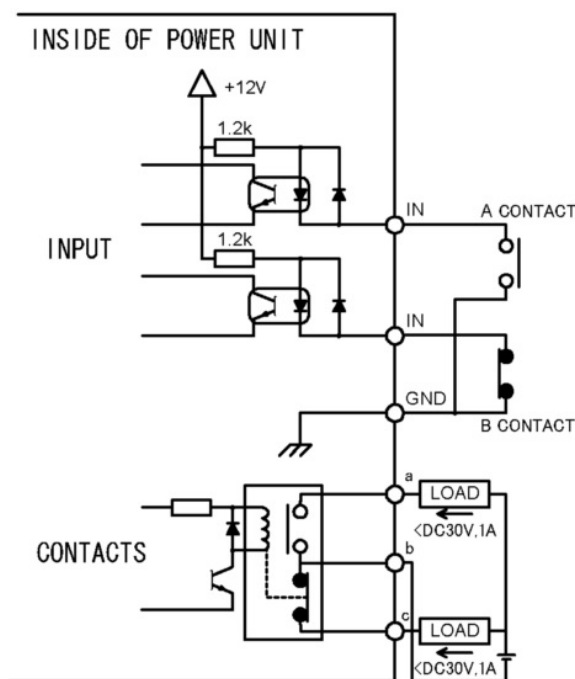 INSIDE OF POWER UNIT
+12V
1.2k
IN
A CONTACT
INPUT
1.2k
IN
GND
B CONTACT
a
LOAD
<DC30V,1A
CONTACTS
b
c
LOAD
<DC30V,1A